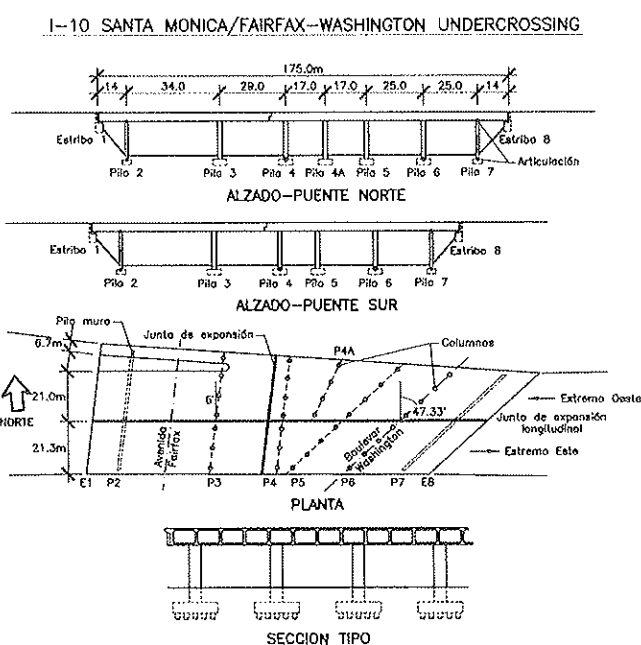 I-10 SANTA MONICA/FAIRFAX-WASHINGTON UNDERCROSSING
175.0m
14 34.0 29.0 17.0 17.0 25.0 25.0 14
Estribo 1 Estribo 8
Pila 2 Pila 3 Pila 4 Pila 4A Pila 5 Pila 6 Pila 7 Articulación
ALZADO-PUENTE NORTE
Estribo 1 Estribo 8
Pila 2 Pila 3 Pila 4 Pila 5 Pila 6 Pila 7
ALZADO-PUENTE SUR
Pila muro
Junta de expansión
P4A
Columnas
6.7m
21.0m
NORTE
6'
47.33'
Extremo Oeste
Junta de expansión
longitudinal
21.3m
Avenida
Fairfax
Boulevar
Washington
Extremo Este
E1 P2 P3 P4 P5 P6 P7 E8
PLANTA
SECCION TIPO